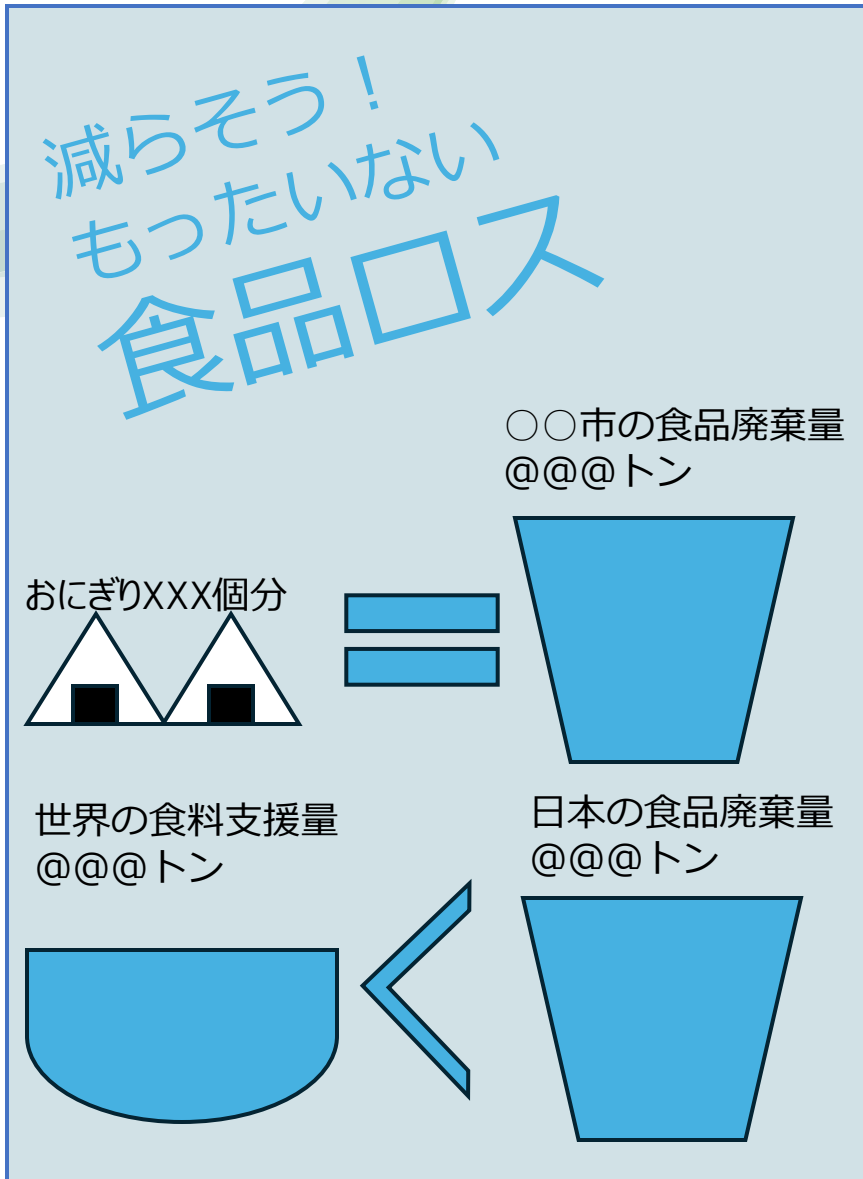 減らそう！
もったいない
食品ロス
○○市の食品廃棄量
@@@トン
おにぎりXXX個分
世界の食料支援量
@@@トン
日本の食品廃棄量
@@@トン